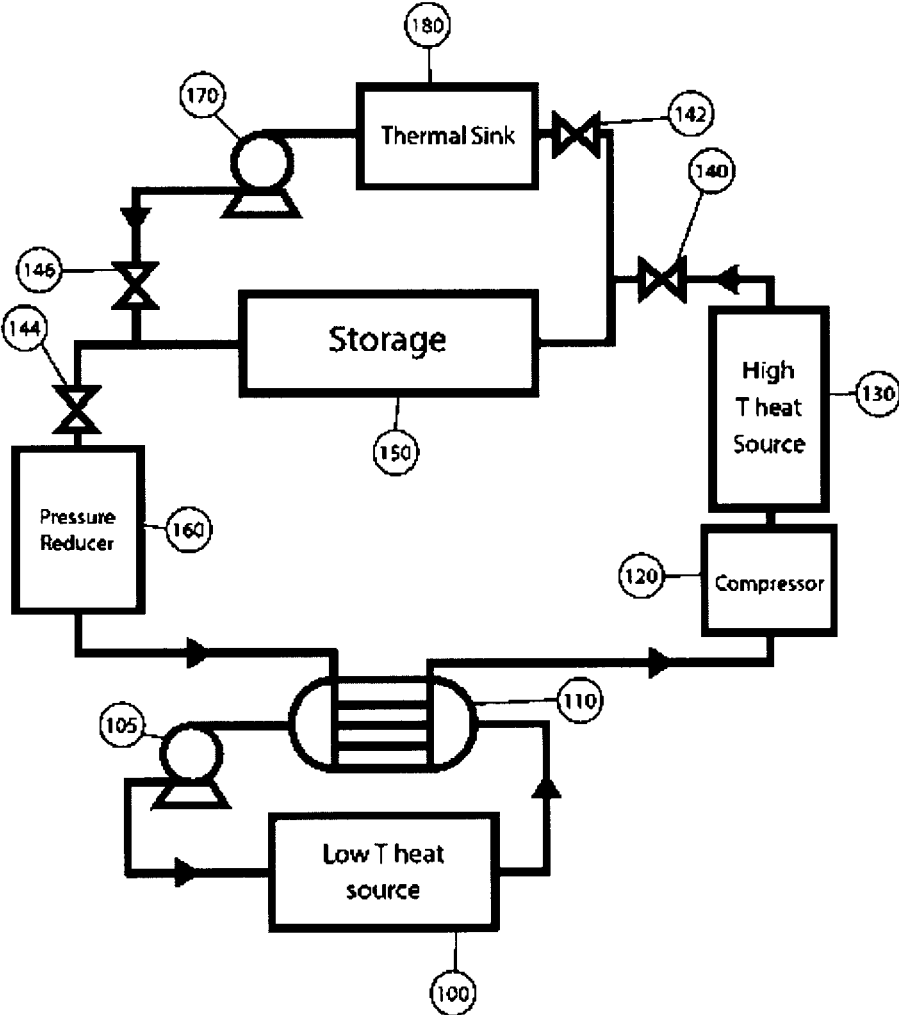 180
170
Thermal Sink
142
140
146
144
Storage
High
T heat
Source
130
150
Pressure
Reducer
160
120
Compressor
110
105
Low T heat
source
100